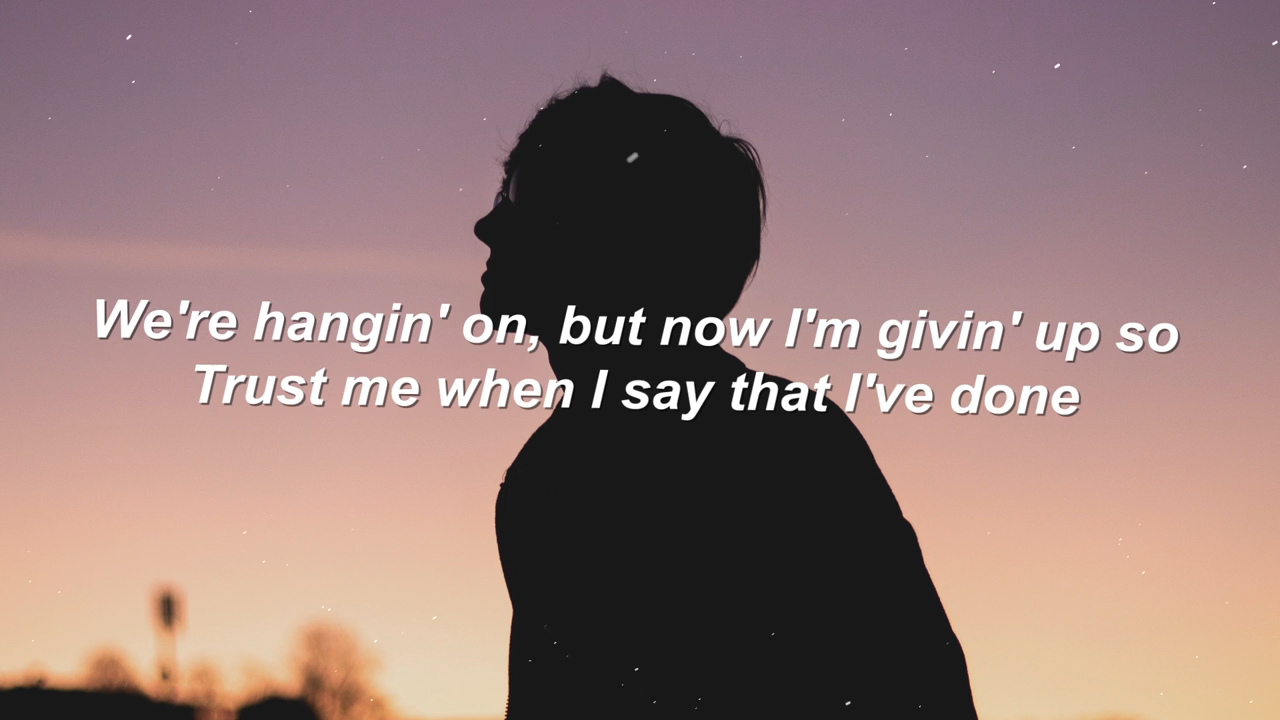 We're hangin' on, but now I'm givin' up so
Trust me when I say that I've done